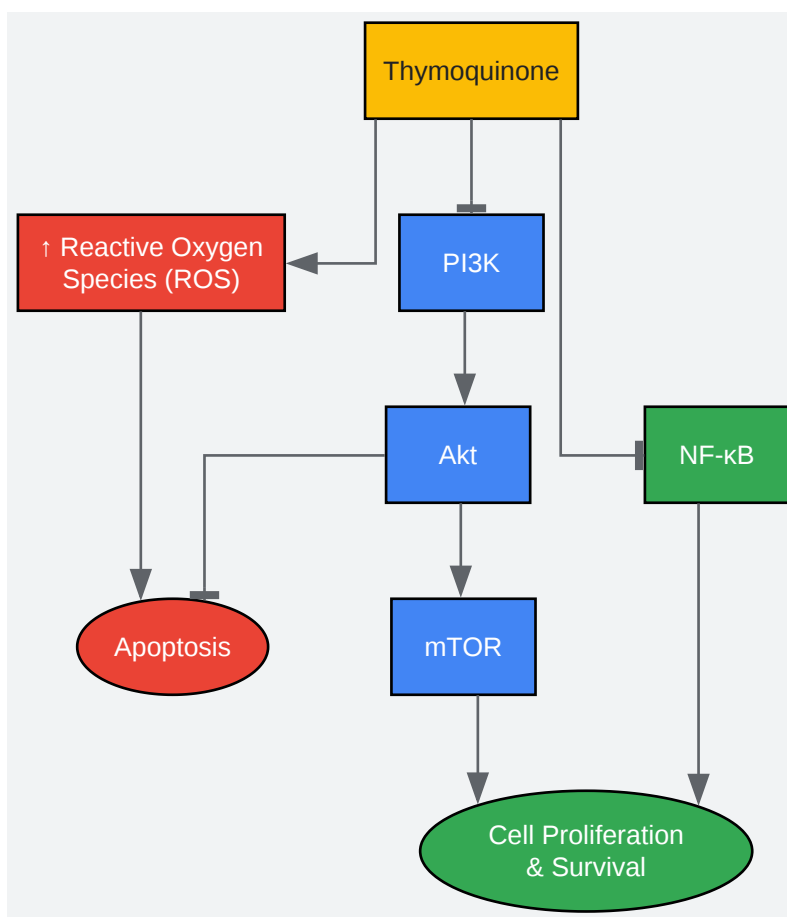 Thymoquinone
↑ Reactive Oxygen
Species (ROS)
PI3K
Akt
NF-κB
Apoptosis
mTOR
Cell Proliferation
& Survival